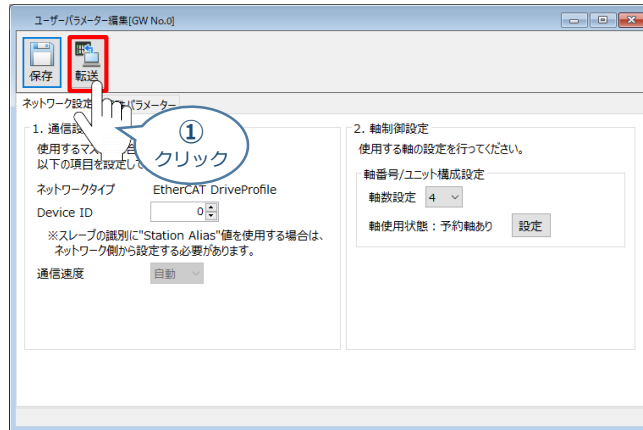 ユーザーパラメーター編集[GW No.0]
保存
転送
ネットワーク設定
パラメーター
1. 通信設
使用するマス
以下の項目を設定して
①
クリック
ネットワークタイプ EtherCAT DriveProfile
Device ID 0
※スレーブの識別に"Station Alias"値を使用する場合は、
ネットワーク側から設定する必要があります。
通信速度 自動
2. 軸制御設定
使用する軸の設定を行ってください。
軸番号/ユニット構成設定
軸数設定 4
軸使用状態：予約軸あり 設定